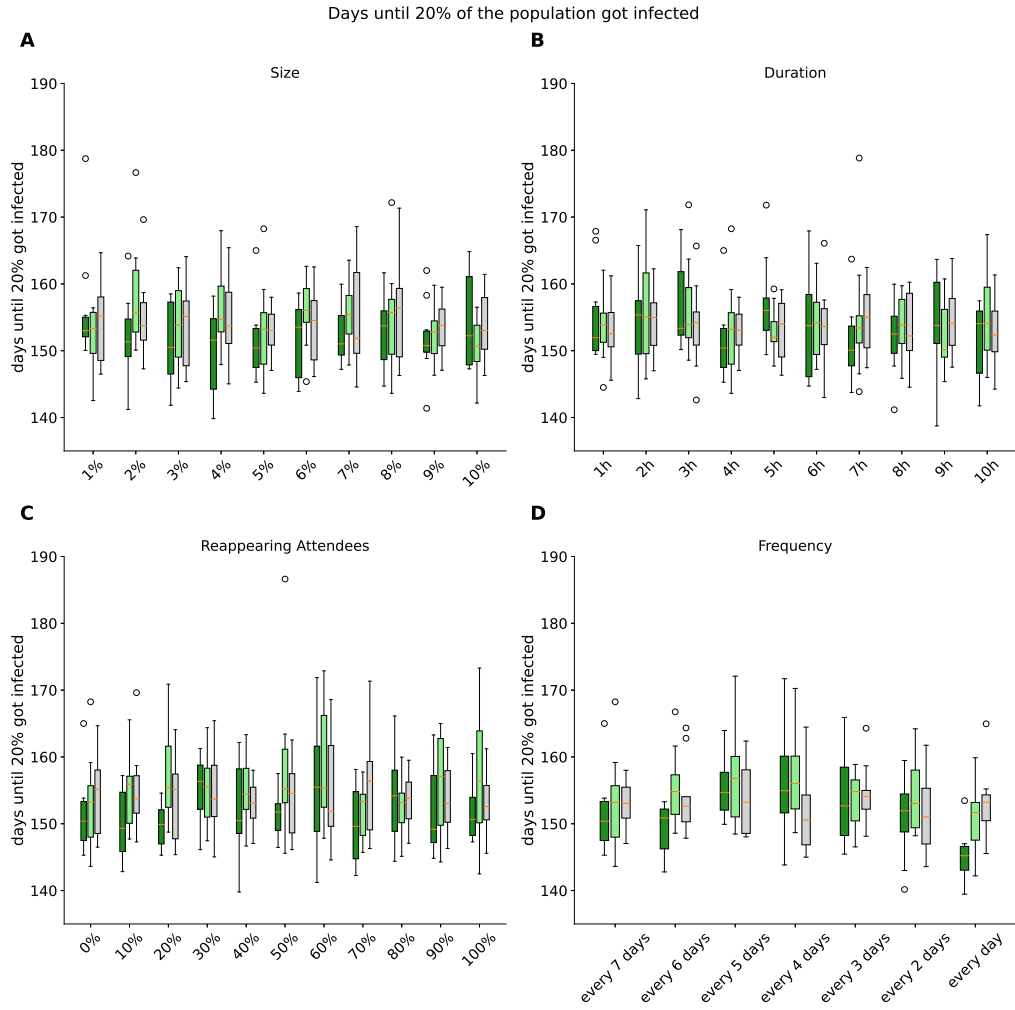 Days until 20% of the population got infected
A
Size
days until 20% got infected
190
180
170
160
150
140
1%
2%
3%
4%
5%
6%
7%
8%
9%
10%
B
Duration
days until 20% got infected
190
180
170
160
150
140
1h
2h
3h
4h
5h
6h
7h
8h
9h
10h
C
Reappearing Attendees
days until 20% got infected
190
180
170
160
150
140
0%
10%
20%
30%
40%
50%
60%
70%
80%
90%
100%
D
Frequency
days until 20% got infected
190
180
170
160
150
140
every 7 days
every 6 days
every 5 days
every 4 days
every 3 days
every 2 days
every day